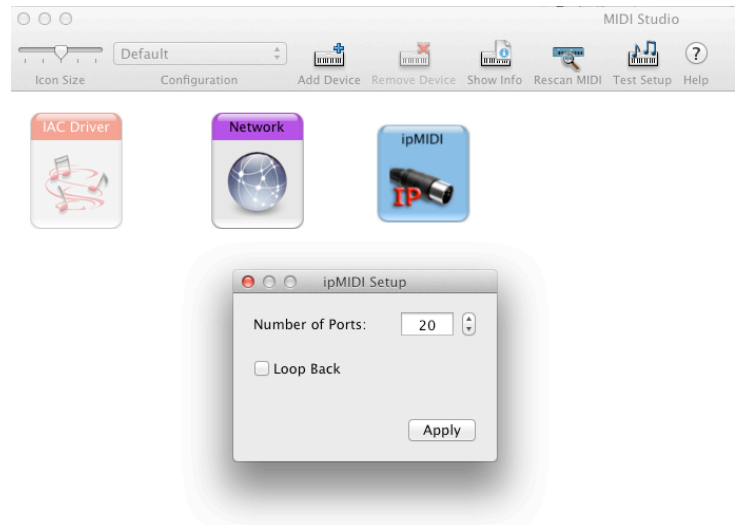 MIDI Studio
Default
Icon Size Configuration Add Device Remove Device Show Info Rescan MIDI Test Setup Help
?
IAC Driver Network ipMIDI
IP
ipMIDI Setup
Number of Ports: 20
Loop Back
Apply